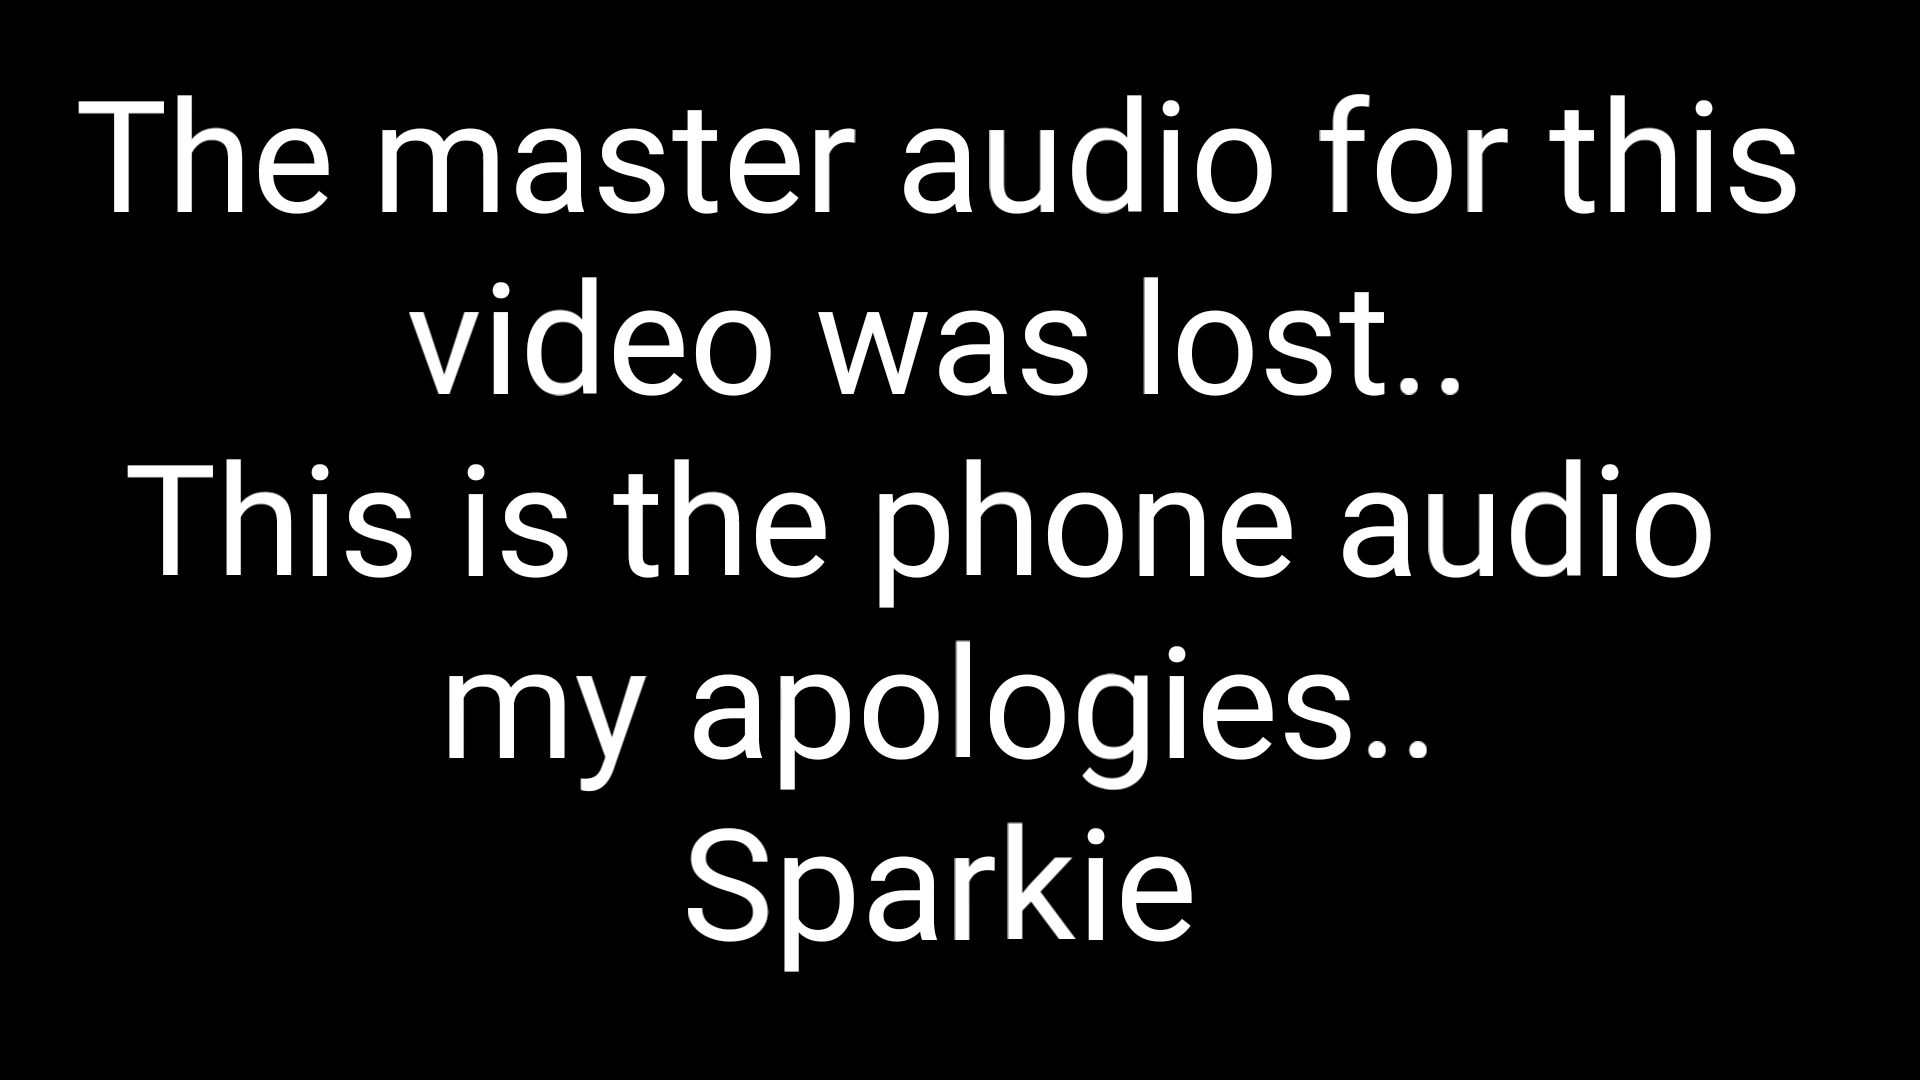 The master audio for this
video was lost..
This is the phone audio
my apologies..
Sparkie